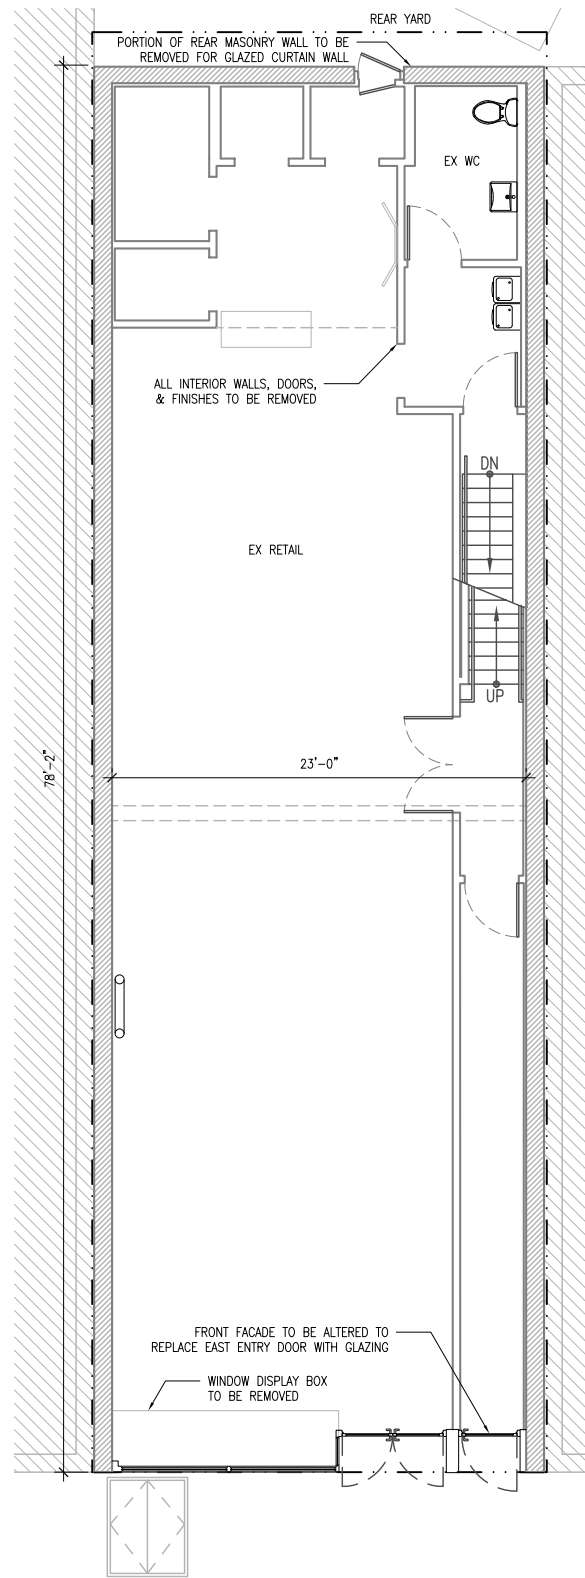 REAR YARD
PORTION OF REAR MASONRY WALL TO BE
REMOVED FOR GLAZED CURTAIN WALL
EX WC
ALL INTERIOR WALLS, DOORS,
& FINISHES TO BE REMOVED
DN
EX RETAIL
UP
78'-2"
23'-0"
FRONT FACADE TO BE ALTERED TO
REPLACE EAST ENTRY DOOR WITH GLAZING
WINDOW DISPLAY BOX
TO BE REMOVED